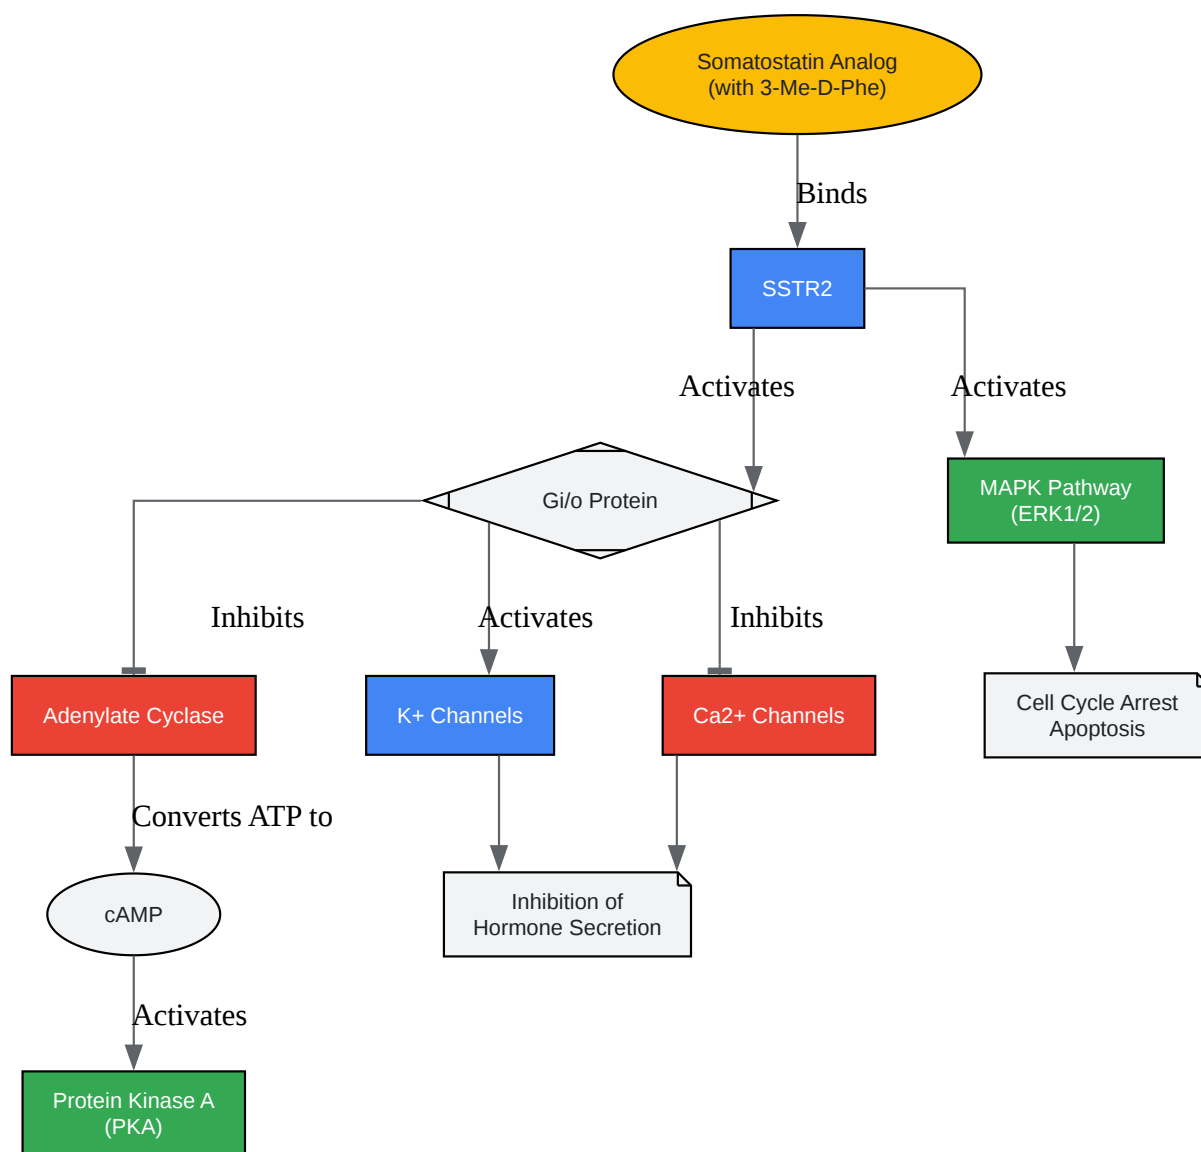 Somatostatin Analog
(with 3-Me-D-Phe)
Binds
SSTR2
Activates
Activates
MAPK Pathway
(ERK1/2)
Gi/o Protein
Inhibits
Activates
Inhibits
Adenylate Cyclase
K+ Channels
Ca2+ Channels
Cell Cycle Arrest
Apoptosis
Converts ATP to
cAMP
Inhibition of
Hormone Secretion
Activates
Protein Kinase A
(PKA)